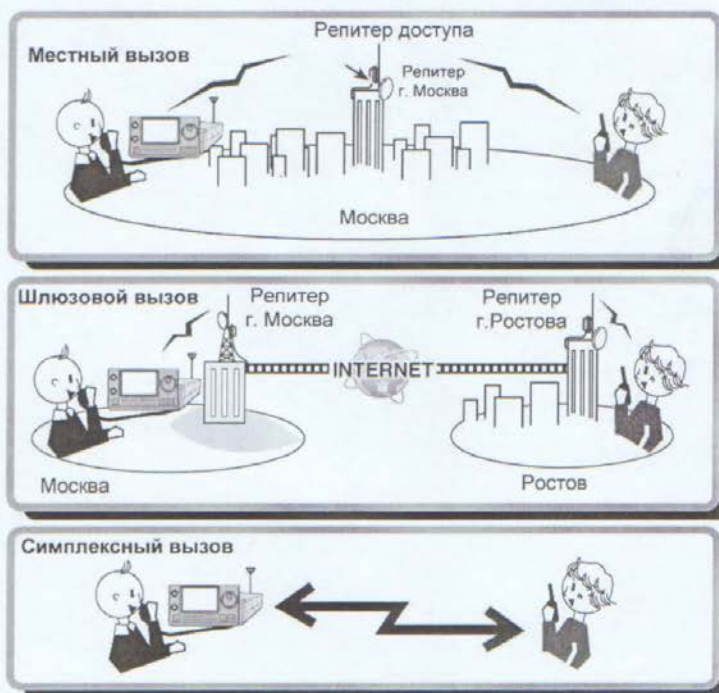 Репитер доступа
Местный вызов
Репитер
г. Москва
Москва
Шлюзовой вызов
Репитер
г. Москва
Репитер
г.Ростова
INTERNET
Москва
Ростов
Симплексный вызов